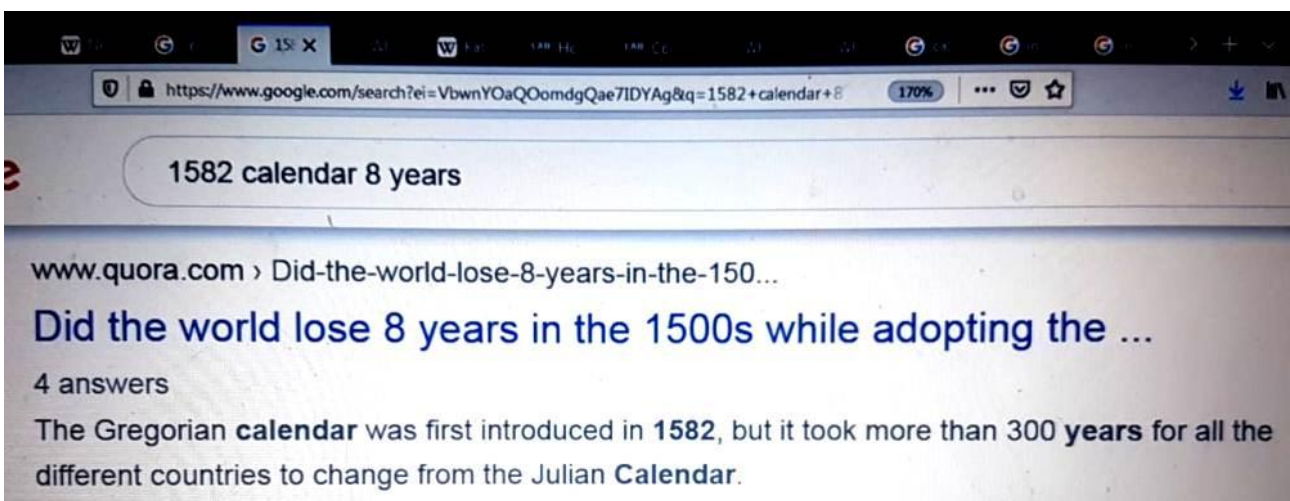 15
https://www.google.com/search?ei=VbwnYOaQOomdgQae7IDYAg&q=1582+calendar+8 170%
1582 calendar 8 years
www.quora.com › Did-the-world-lose-8-years-in-the-150...
Did the world lose 8 years in the 1500s while adopting the ...
4 answers
The Gregorian calendar was first introduced in 1582, but it took more than 300 years for all the
different countries to change from the Julian Calendar.